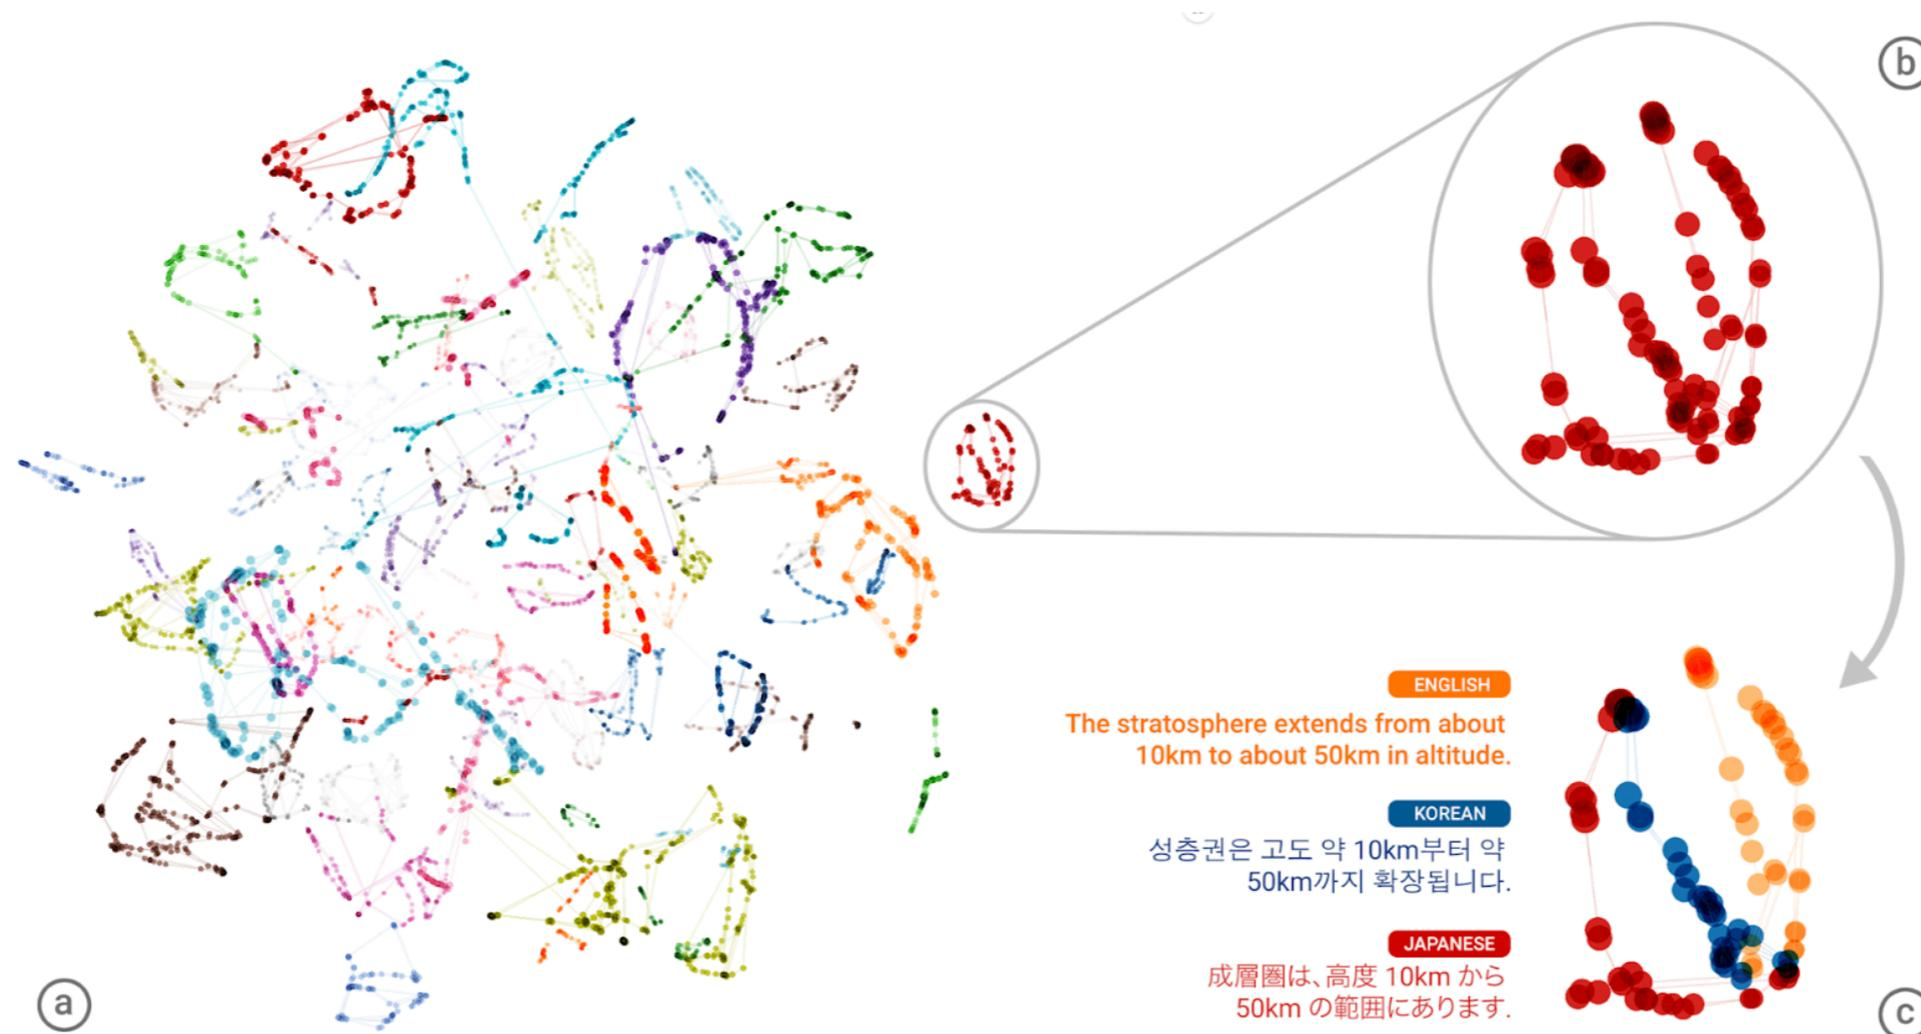 b
ENGLISH
The stratosphere extends from about
10km to about 50km in altitude.
KOREAN
성층권은 고도 약 10km부터 약
50km까지 확장됩니다.
JAPANESE
成層圏は、高度 10km から
50km の範囲にあります。
a
c